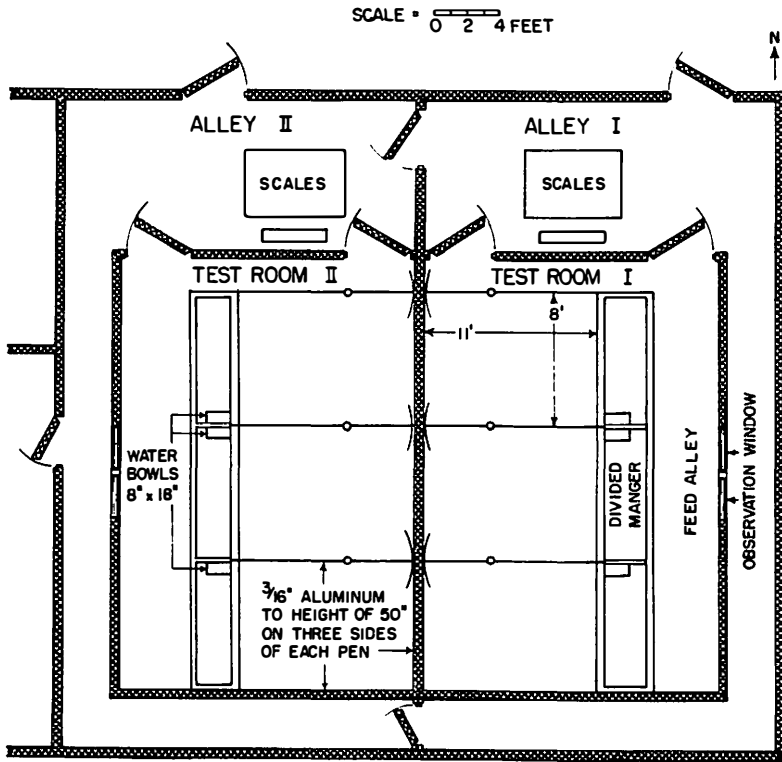 SCALE = 0 2 4 FEET
N
ALLEY II
ALLEY I
SCALES
SCALES
TEST ROOM II
TEST ROOM I
8'
11'
WATER
BOWLS
8" x 18"
DIVIDED
MANGER
FEED ALLEY
OBSERVATION WINDOW
3/16" ALUMINUM
TO HEIGHT OF 50"
ON THREE SIDES
OF EACH PEN